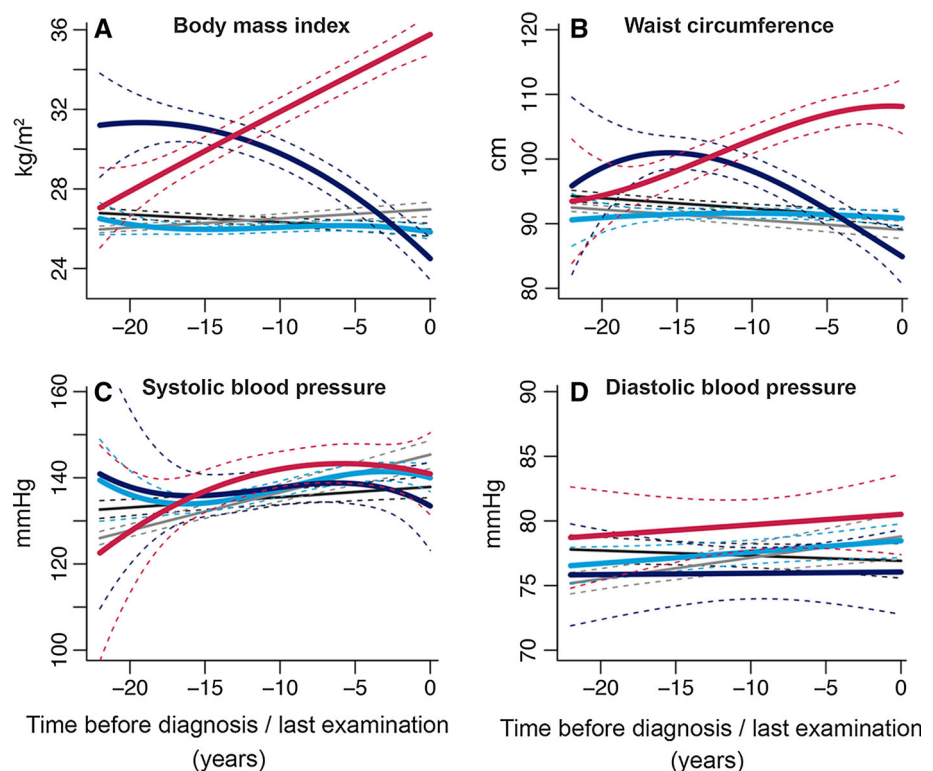 A Body mass index
36
32
28
24
kg/m²
−20 −15 −10 −5 0
B Waist circumference
120
110
100
90
80
cm
−20 −15 −10 −5 0
C Systolic blood pressure
160
140
120
100
mmHg
−20 −15 −10 −5 0
Time before diagnosis / last examination
(years)
D Diastolic blood pressure
90
85
80
75
70
mmHg
−20 −15 −10 −5 0
Time before diagnosis / last examination
(years)